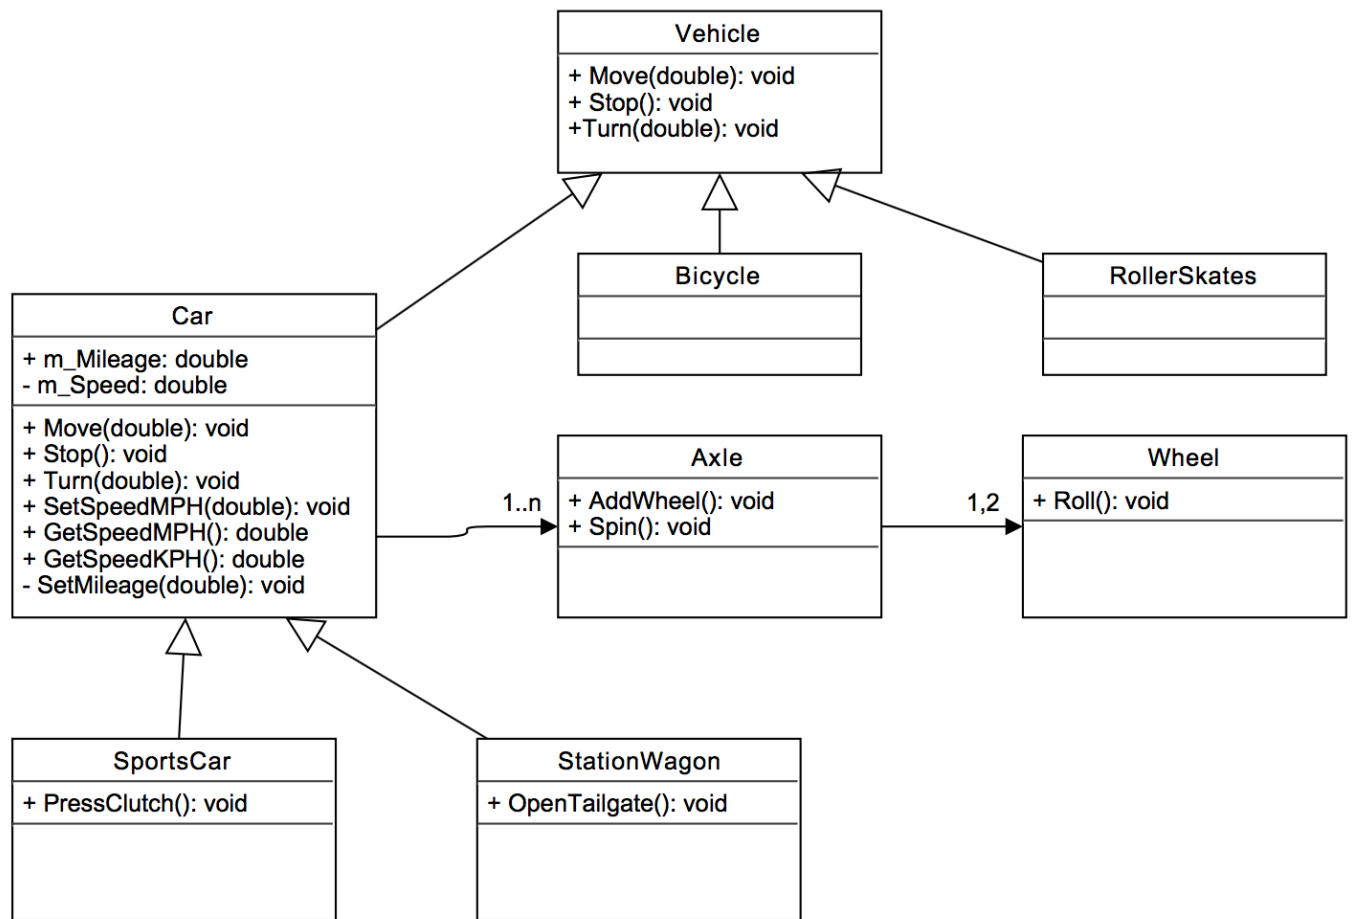 Vehicle
+ Move(double): void
+ Stop(): void
+Turn(double): void
Bicycle
RollerSkates
Car
+ m_Mileage: double
- m_Speed: double
+ Move(double): void
+ Stop(): void
+ Turn(double): void
+ SetSpeedMPH(double): void
+ GetSpeedMPH(): double
+ GetSpeedKPH(): double
- SetMileage(double): void
1..n
Axle
+ AddWheel(): void
+ Spin(): void
1,2
Wheel
+ Roll(): void
SportsCar
+ PressClutch(): void
StationWagon
+ OpenTailgate(): void